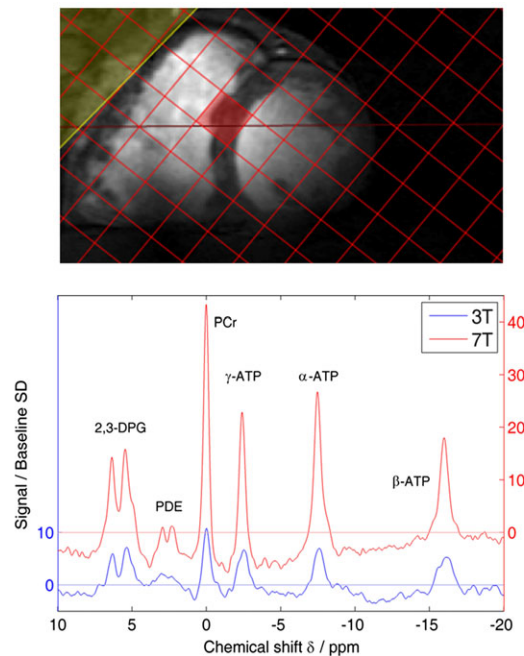 3T
7T
PCr
γ-ATP
α-ATP
2,3-DPG
β-ATP
PDE
Signal / Baseline SD
10
0
40
30
20
10
0
10 5 0 -5 -10 -15 -20
Chemical shift δ / ppm